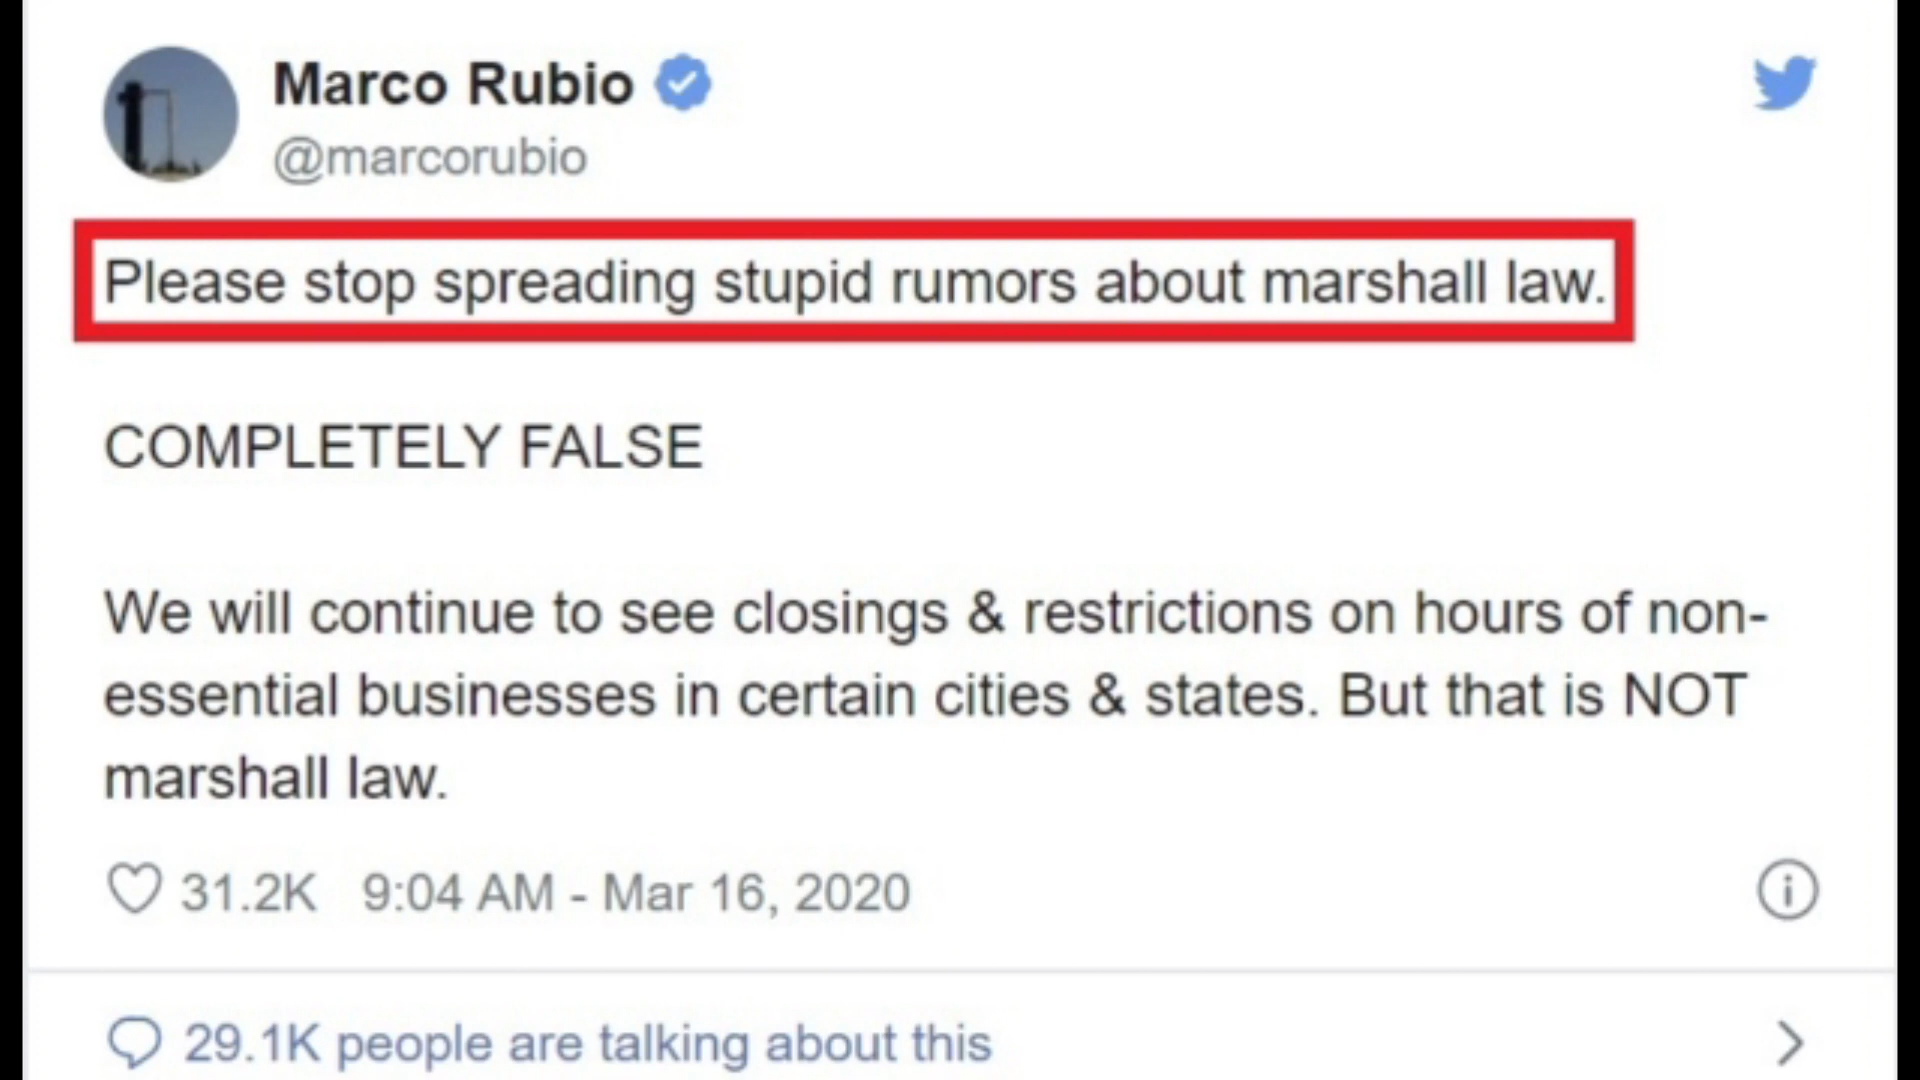 Marco Rubio
@marcorubio
Please stop spreading stupid rumors about marshall law.
COMPLETELY FALSE
We will continue to see closings & restrictions on hours of non-
essential businesses in certain cities & states. But that is NOT
marshall law.
31.2K 9:04 AM - Mar 16, 2020
29.1K people are talking about this